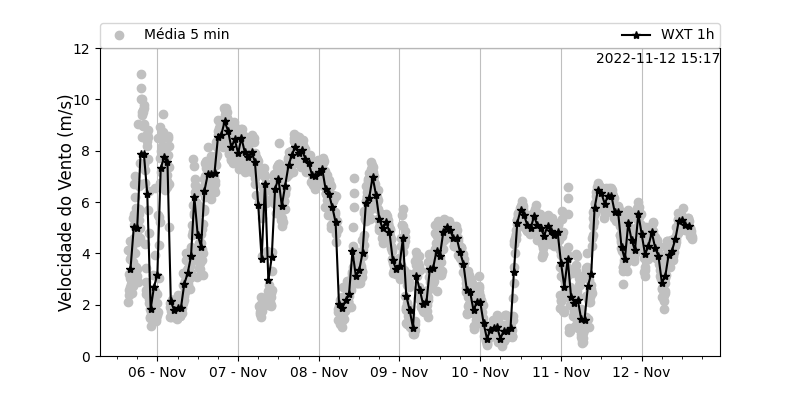 Média 5 min
WXT 1h
2022-11-12 15:17
Velocidade do Vento (m/s)
12
10
8
6
4
2
0
06 - Nov
07 - Nov
08 - Nov
09 - Nov
10 - Nov
11 - Nov
12 - Nov